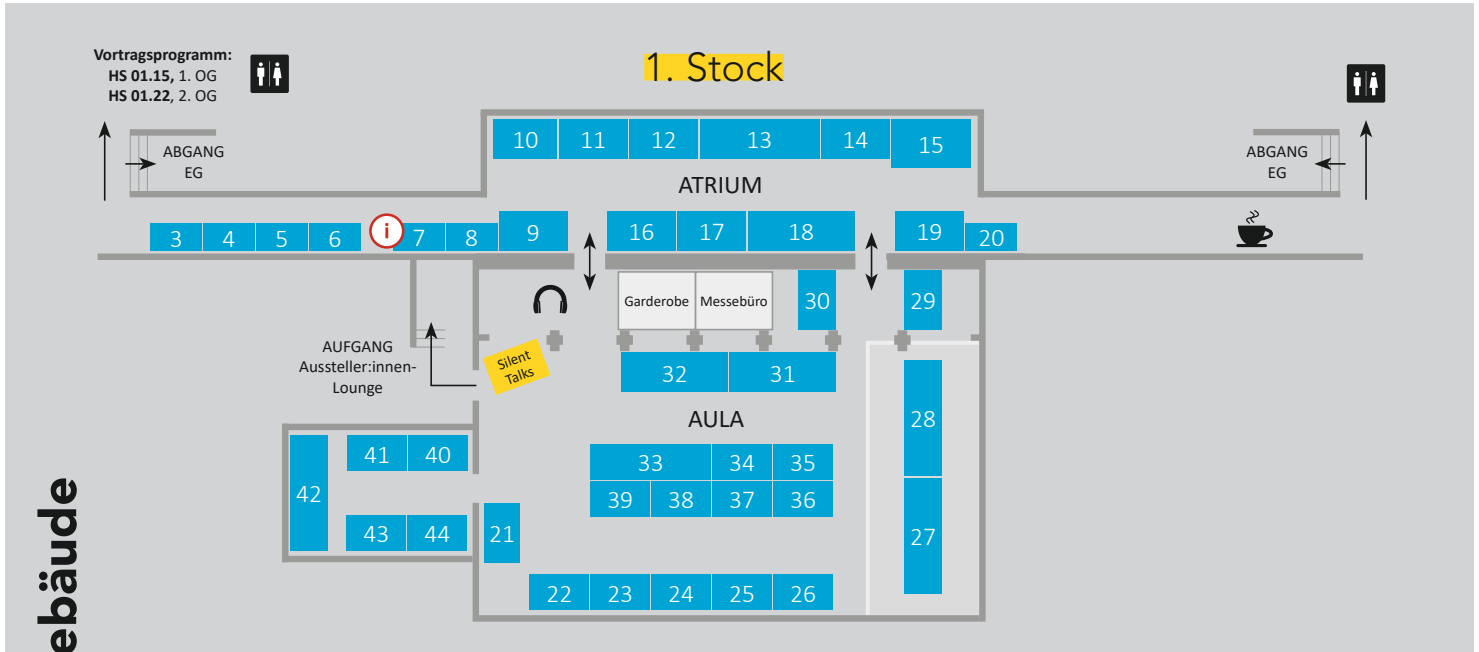 1. Stock
Vortragsprogramm:
HS 01.15, 1. OG
HS 01.22, 2. OG
ABGANG
EG
10
11
12
13
14
15
ABGANG
EG
ATRIUM
3
4
5
6
i
7
8
9
16
17
18
19
20
Garderobe
Messebüro
30
29
AUFGANG
Aussteller:innen-
Lounge
Silent
Talks
32
31
AULA
28
41
40
42
33
34
35
39
38
37
36
43
44
21
27
22
23
24
25
26
ebäude